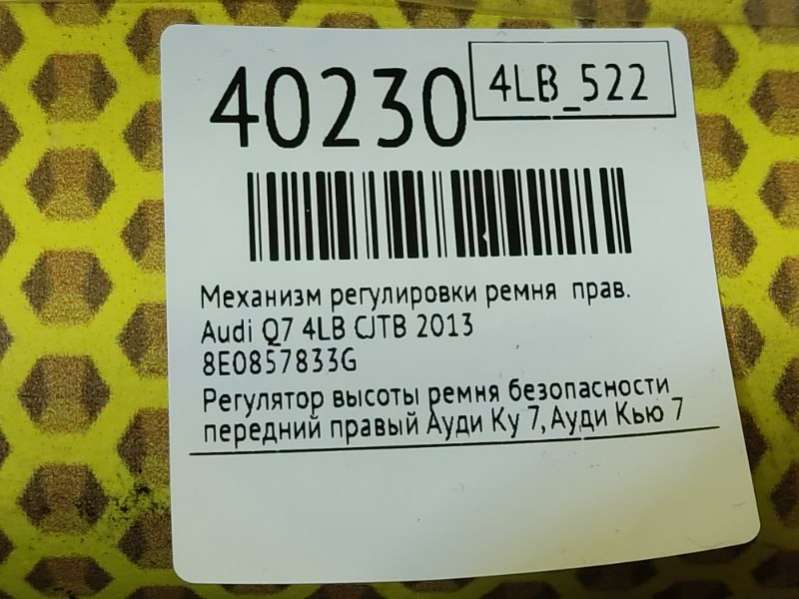 40230
4LB_522
Механизм регулировки ремня прав.
Audi Q7 4LB CJTB 2013
8E0857833G
Регулятор высоты ремня безопасности
передний правый Ауди Ку 7, Ауди Кью 7